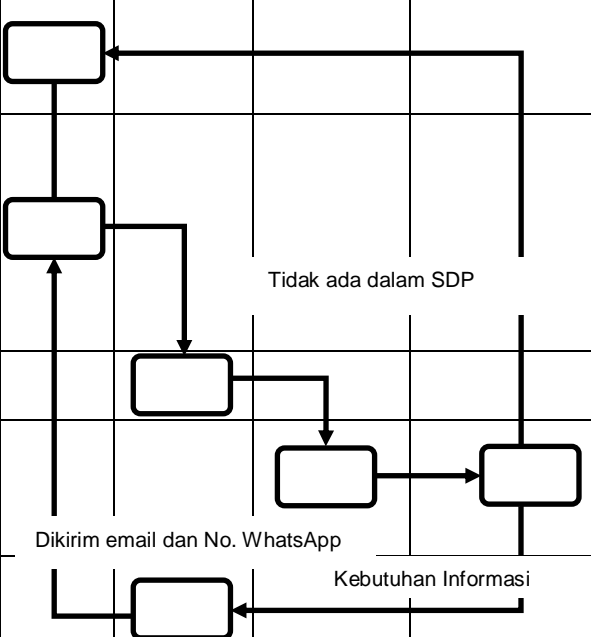 Tidak ada dalam SDP
Dikirim email dan No. WhatsApp
Kebutuhan Informasi